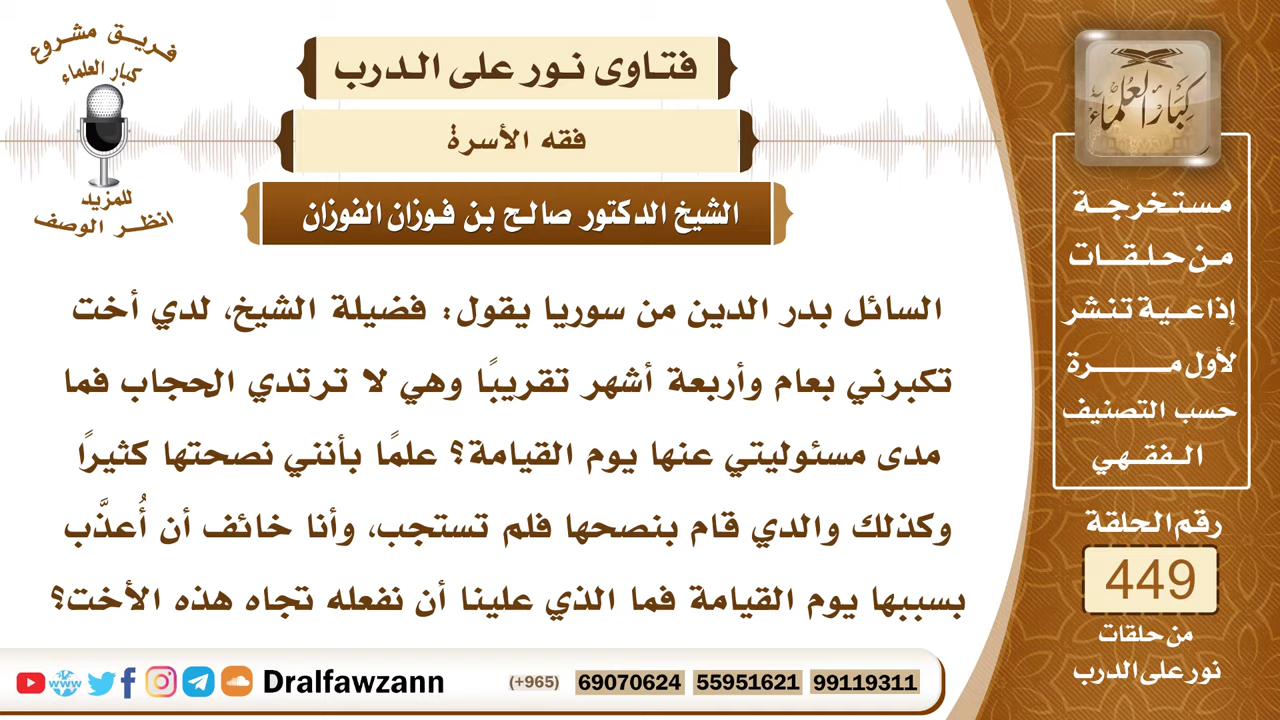 فريق مشروع
كبار العلماء
للمزيد
انظر الوصف
فتاوى نور على الدرب
فقه الأسرة
الشيخ الدكتور صالح بن فوزان الفوزان
السائل بدر الدين من سوريا يقول: فضيلة الشيخ، لدي أخت
تكبرني بعام وأربعة أشهر تقريبًا وهي لا ترتدي الحجاب فما
مدى مسئوليتي عنها يوم القيامة؟ علمًا بأنني نصحتها كثيرًا
وكذلك والدي قام بنصحها فلم تستجب، وأنا خائف أن أُعذَّب
بسببها يوم القيامة فما الذي علينا أن نفعله تجاه هذه الأخت؟
كِبَارُ العُلَمَاء
مستخرجة
من حلقات
إذاعية تنشر
لأول مرة
حسب التصنيف
الفقهي
رقم الحلقة
449
من حلقات
نور على الدرب
www
Dralfawzann
(+965) 69070624 55951621 99119311